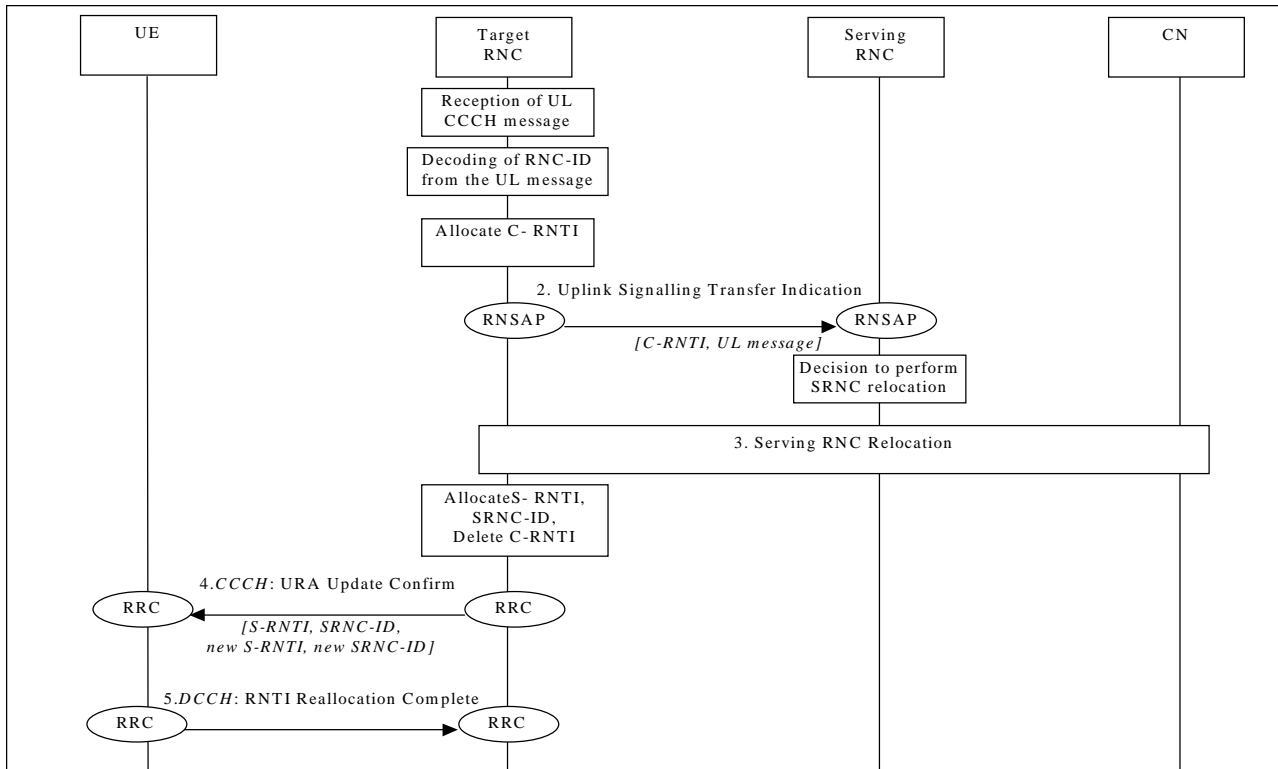 UE
Target
RNC
Serving
RNC
CN
Reception of UL
CCCH message
Decoding of RNC-ID
from the UL message
Allocate C- RNTI
2. Uplink Signalling Transfer Indication
RNSAP
RNSAP
[C-RNTI, UL message]
Decision to perform
SRNC relocation
3. Serving RNC Relocation
AllocateS- RNTI,
SRNC-ID,
Delete C-RNTI
4.CCCH: URA Update Confirm
RRC
RRC
[S-RNTI, SRNC-ID,
new S-RNTI, new SRNC-ID]
5.DCCH: RNTI Reallocation Complete
RRC
RRC